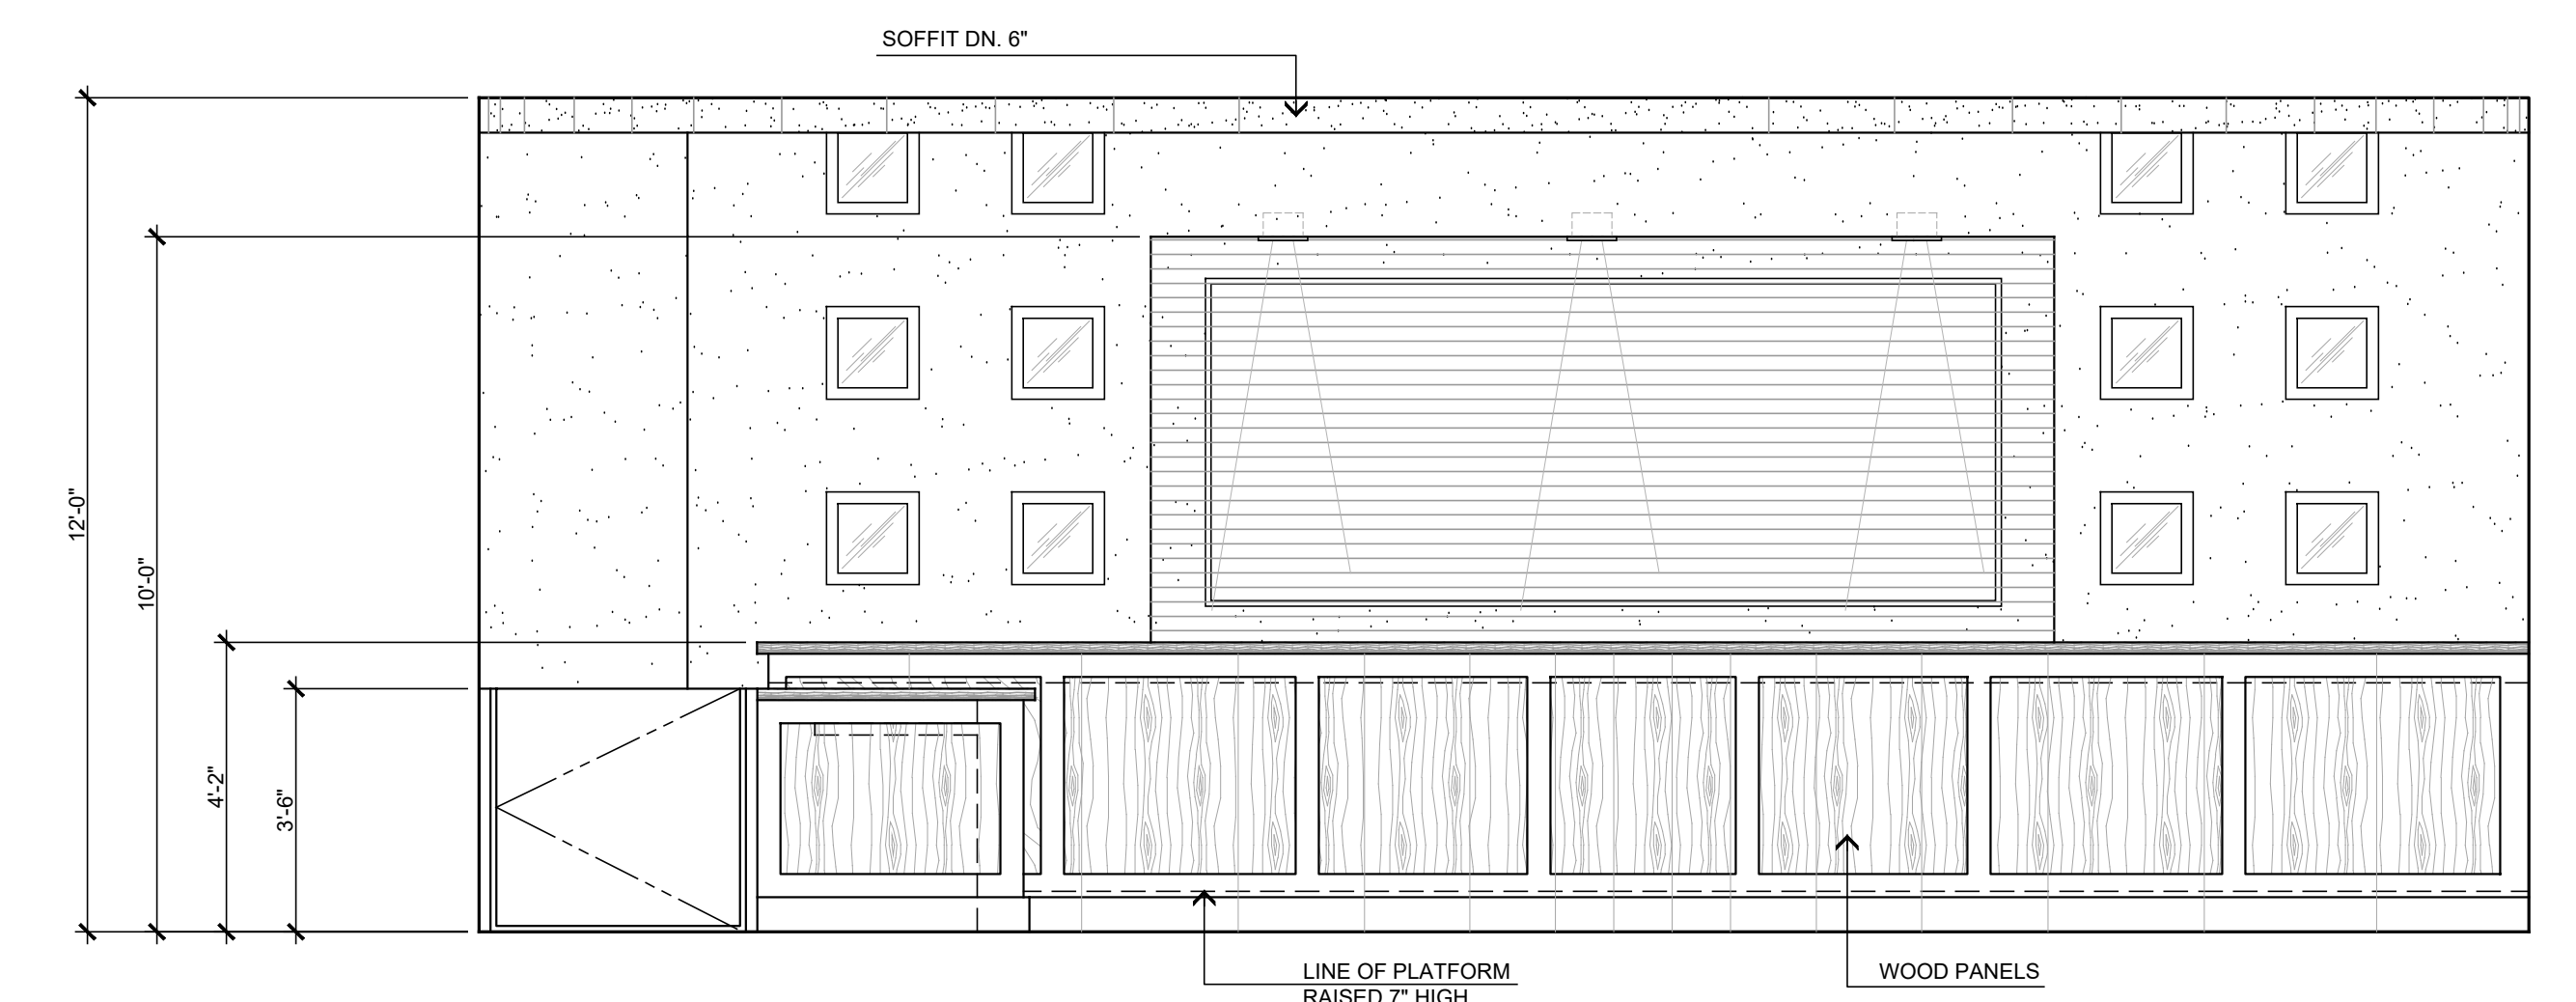 SOFFIT DN. 6"
12'-0"
10'-0"
4'-2"
3'-6"
LINE OF PLATFORM
RAISED 7" HIGH
WOOD PANELS